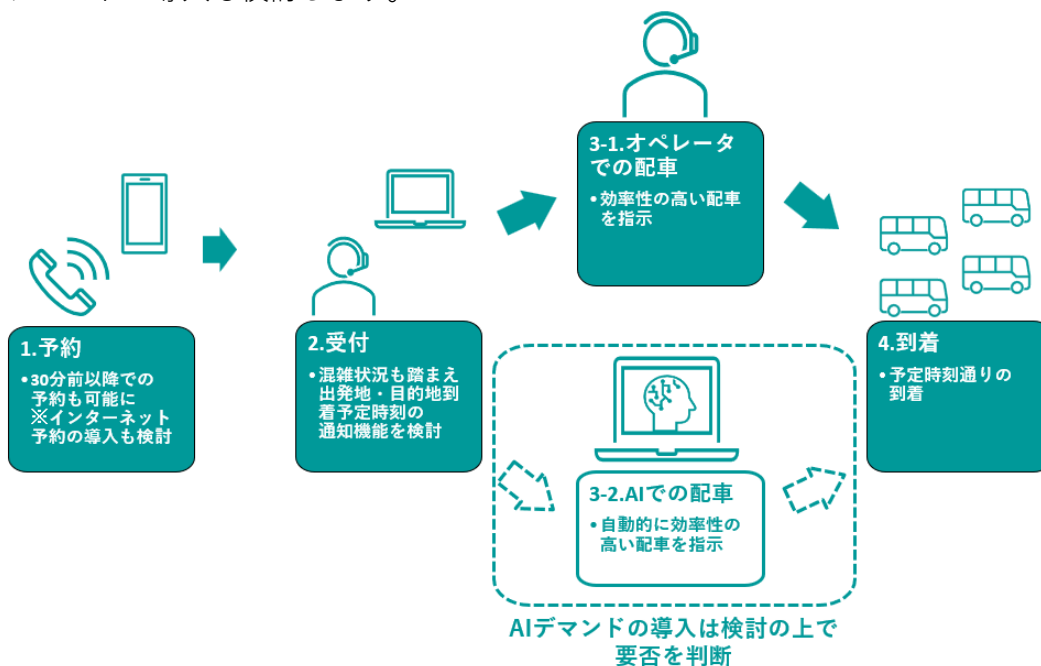 3-1.オペレータ
での配車
•効率性の高い配車
を指示
1.予約
•30分前以降での
予約も可能に
※インターネット
予約の導入も検討
2.受付
•混雑状況も踏まえ
出発地・目的地到
着予定時刻の
通知機能を検討
4.到着
•予定時刻通りの
到着
3-2.AIでの配車
•自動的に効率性の
高い配車を指示
AIデマンドの導入は検討の上で
要否を判断